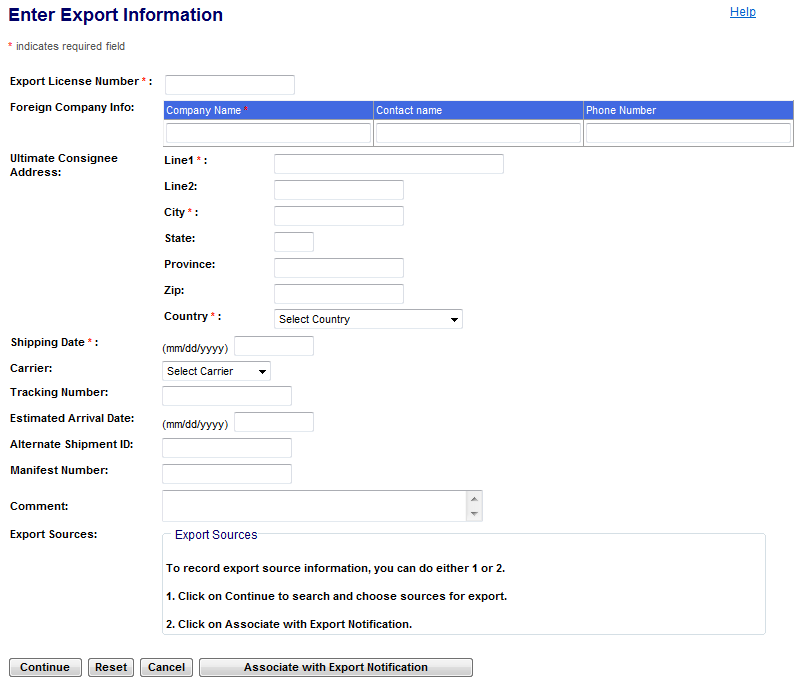 Enter Export Information
Help
* indicates required field
Export License Number * :
Foreign Company Info:
Company Name * Contact name Phone Number
Ultimate Consignee
Address:
Line1 * :
Line2:
City * :
State:
Province:
Zip:
Country * : Select Country
Shipping Date * : (mm/dd/yyyy)
Carrier: Select Carrier
Tracking Number:
Estimated Arrival Date: (mm/dd/yyyy)
Alternate Shipment ID:
Manifest Number:
Comment:
Export Sources: Export Sources
To record export source information, you can do either 1 or 2.
1. Click on Continue to search and choose sources for export.
2. Click on Associate with Export Notification.
Continue Reset Cancel Associate with Export Notification